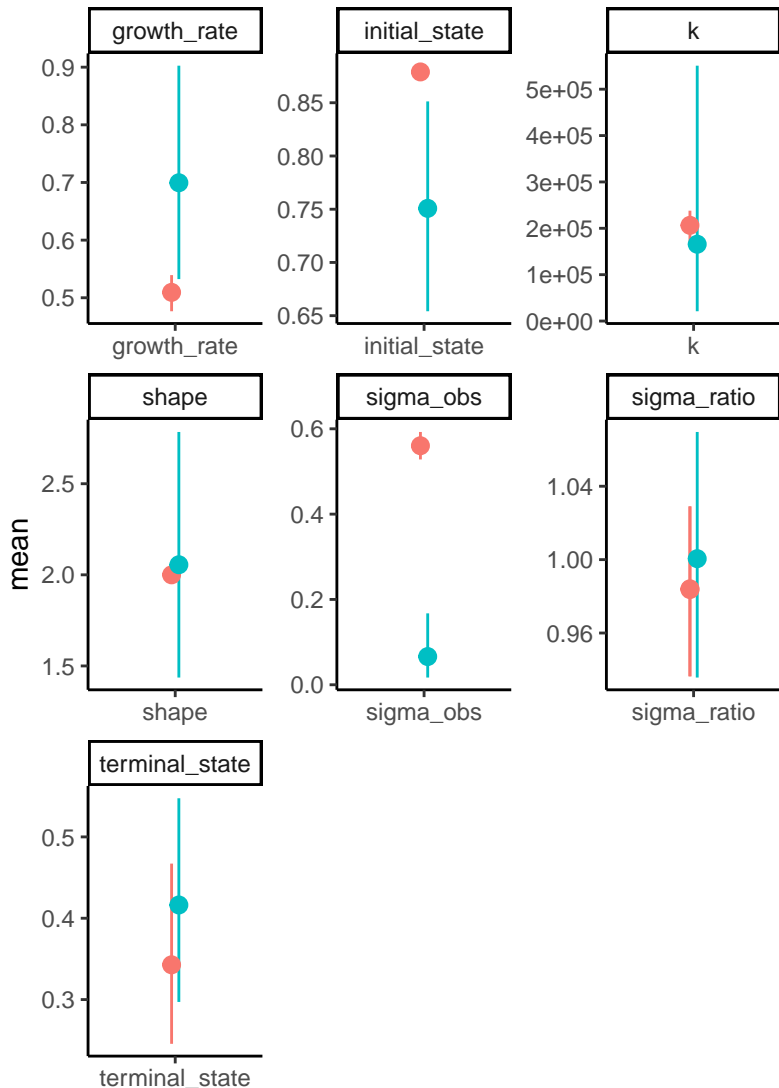 growth_rate
initial_state
k
0.9
0.8
0.7
0.6
0.5
0.85
0.80
0.75
0.70
0.65
5e+05
4e+05
3e+05
2e+05
1e+05
0e+00
growth_rate
initial_state
k
shape
sigma_obs
sigma_ratio
mean
2.5
2.0
1.5
0.6
0.4
0.2
0.0
1.04
1.00
0.96
shape
sigma_obs
sigma_ratio
terminal_state
0.5
0.4
0.3
terminal_state